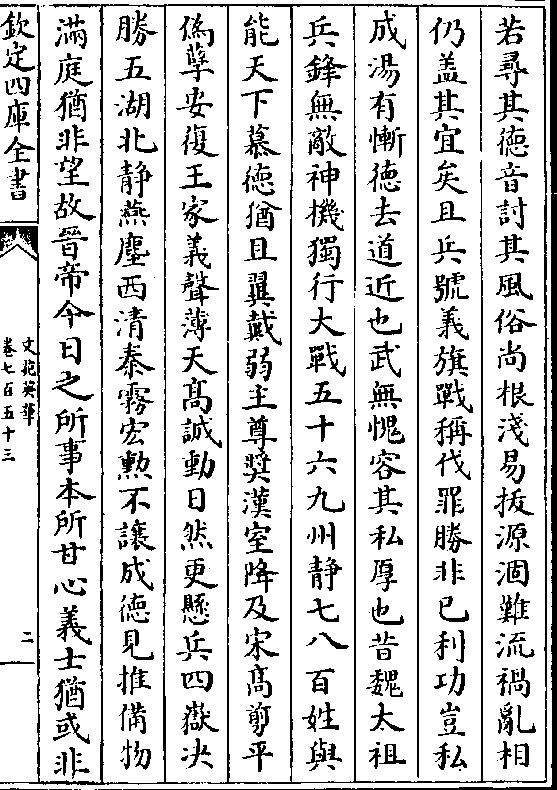 若尋其徳音討其風俗尚根淺易拔源涸難流禍亂相
仍盖其宜矣且兵號義旗戰稱伐罪勝非已利功豈私
成湯有慚徳去道近也武無愧容其私厚也昔魏太祖
兵鋒無敵神機獨行大戰五十六九州静七八百姓與
能天下慕徳猶且翼戴弱主尊奬漢室降及宋髙剪平
偽孽安復王家義聲薄天髙誠動日然更懸兵四嶽决
勝五湖北静燕塵西清秦霧宏勲不讓成徳見推備物
滿庭猶非望故晉帝今日之所事本所甘心義士猶或非
欽定四庫全書
文苑英華
卷七百五十三
二